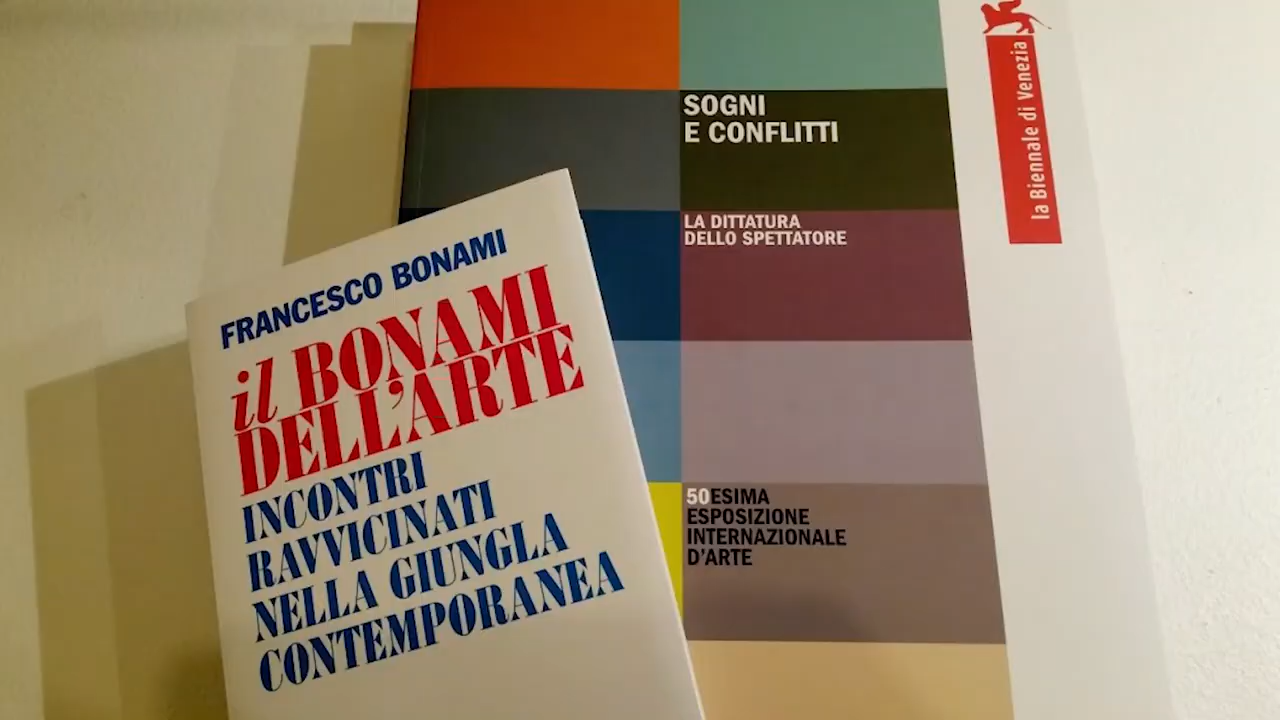 SOGNI
E CONFLITTI
LA DITTATURA
DELLO SPETTATORE
50ESIMA
ESPOSIZIONE
INTERNAZIONALE
D'ARTE
la Biennale di Venezia
FRANCESCO BONAMI
il BONAMI
DELL'ARTE
INCONTRI
RAVVICINATI
NELLA GIUNGLA
CONTEMPORANEA